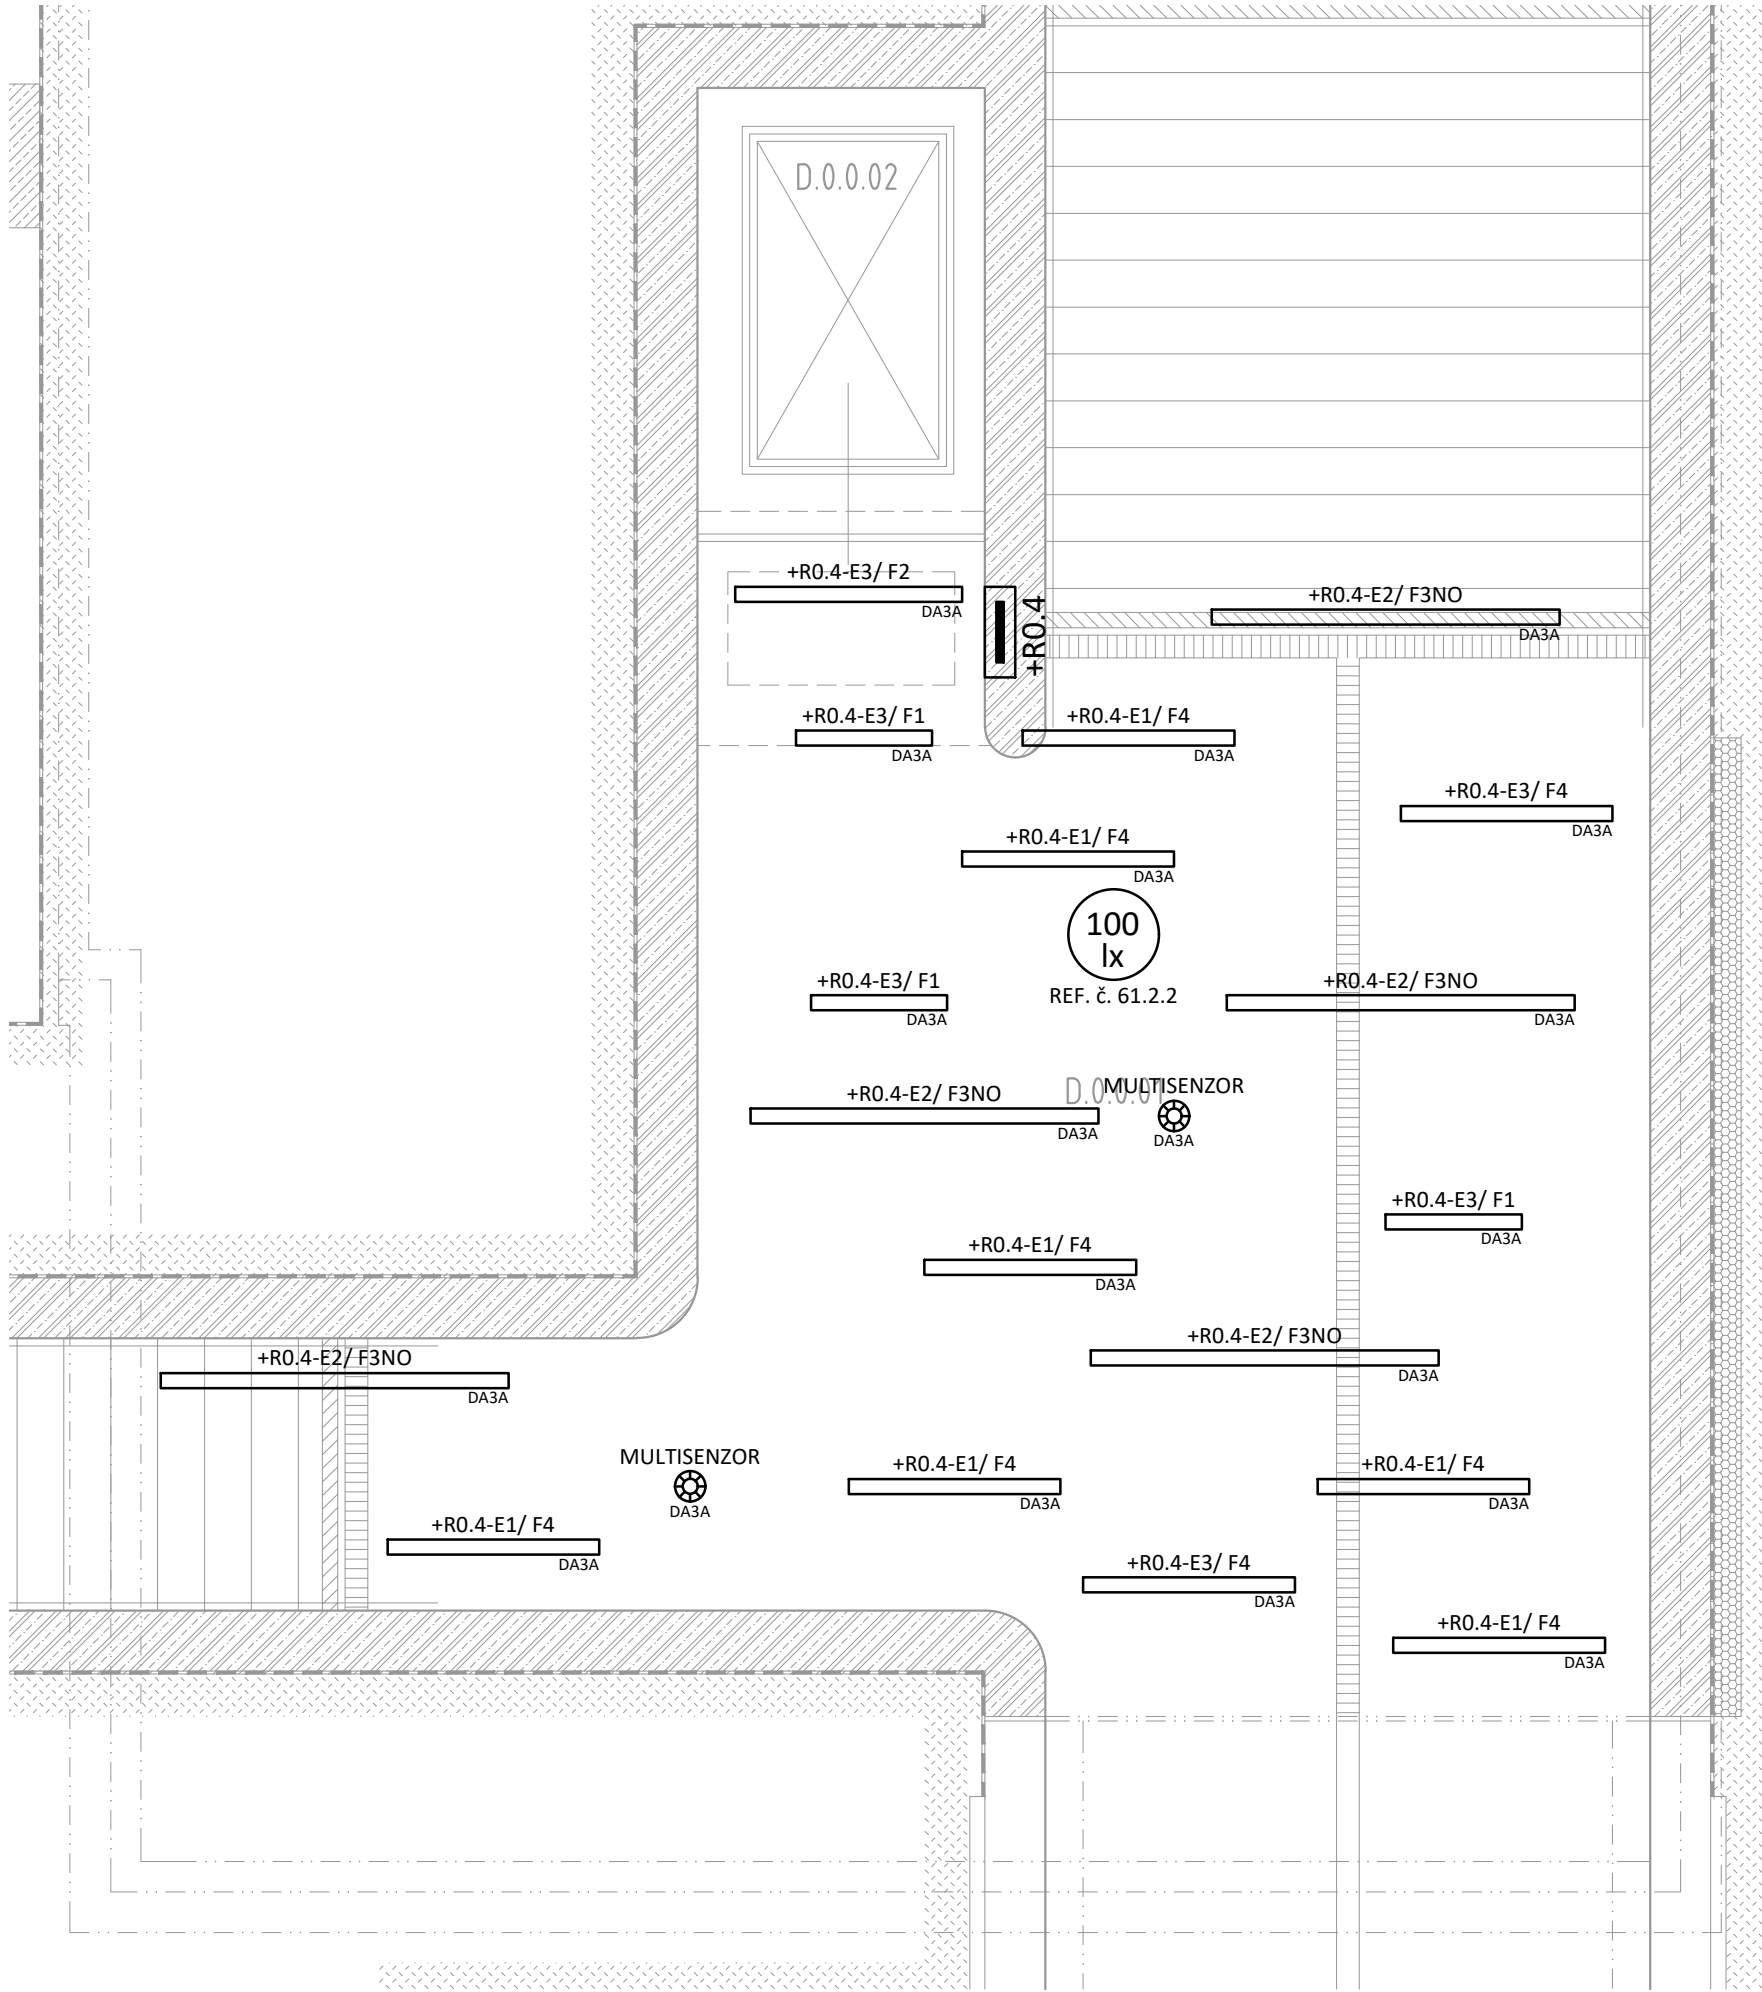 D.0.0.02
+R0.4-E3/ F2
DA3A
+R0.4
+R0.4-E2/ F3NO
DA3A
+R0.4-E3/ F1
DA3A
+R0.4-E1/ F4
DA3A
+R0.4-E3/ F4
DA3A
+R0.4-E1/ F4
DA3A
100
lx
REF. č. 61.2.2
+R0.4-E3/ F1
DA3A
+R0.4-E2/ F3NO
DA3A
D.0.0.01
MULTISENZOR
DA3A
+R0.4-E2/ F3NO
DA3A
+R0.4-E3/ F1
DA3A
+R0.4-E1/ F4
DA3A
+R0.4-E2/ F3NO
DA3A
+R0.4-E2/ F3NO
DA3A
MULTISENZOR
DA3A
+R0.4-E1/ F4
DA3A
+R0.4-E1/ F4
DA3A
+R0.4-E1/ F4
DA3A
+R0.4-E3/ F4
DA3A
+R0.4-E1/ F4
DA3A